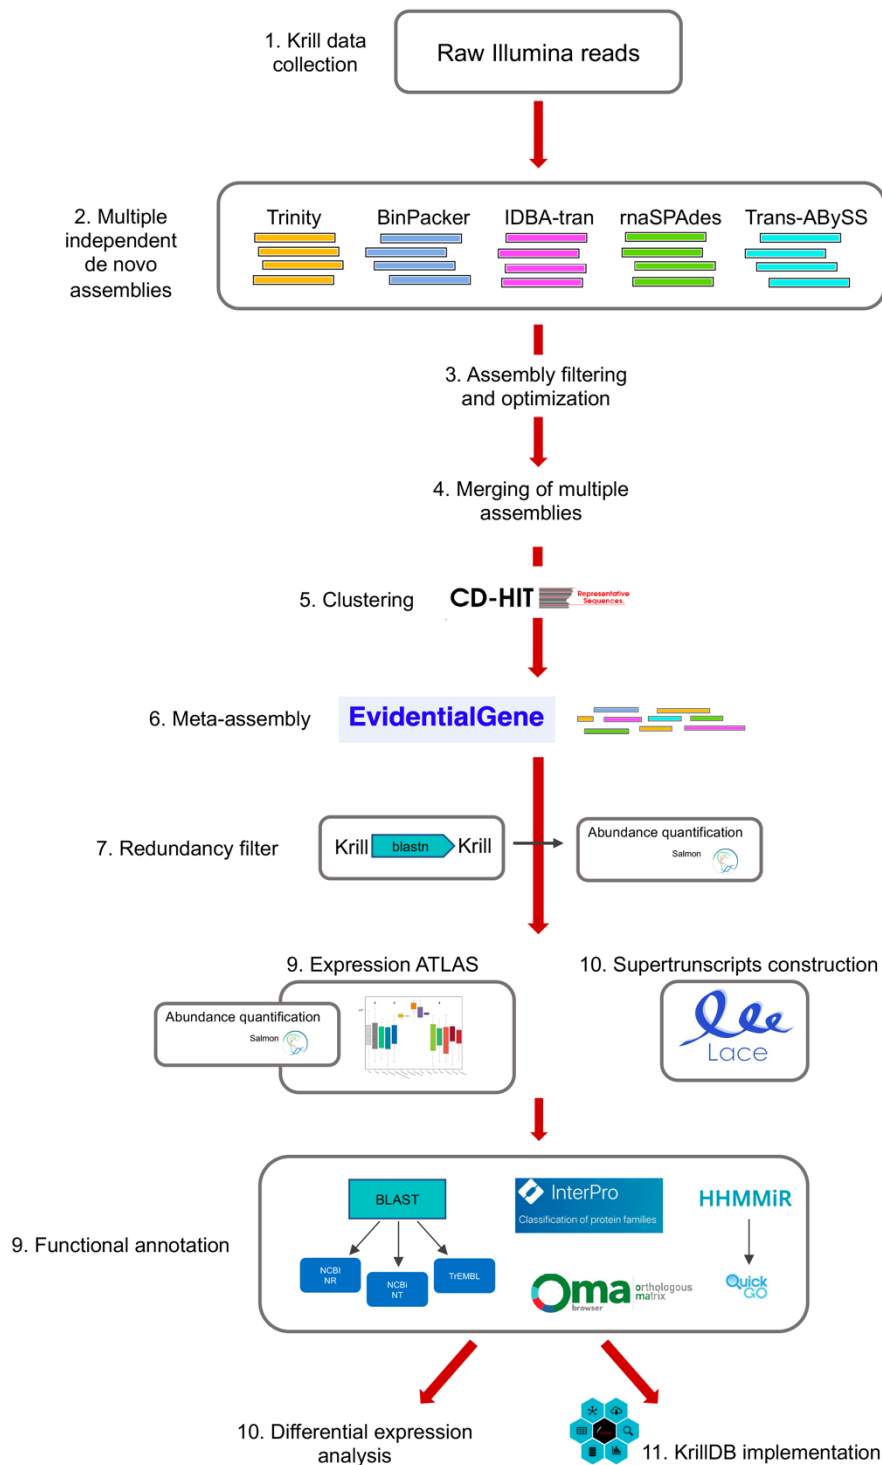 1. Krill data
collection
Raw Illumina reads
2. Multiple
independent
de novo
assemblies
Trinity
BinPacker
IDBA-tran
rnaSPAdes
Trans-ABySS
3. Assembly filtering
and optimization
4. Merging of multiple
assemblies
5. Clustering
CD-HIT
Representative
Sequences.
6. Meta-assembly
EvidentialGene
7. Redundancy filter
Krill
blastn
Krill
Abundance quantification
Salmon
9. Expression ATLAS
Abundance quantification
Salmon
10. Supertrunscripts construction
Lace
9. Functional annotation
BLAST
NCBI
NR
NCBi
NT
TrEMBL
InterPro
Classification of protein families
Oma
browser
orthologous
matrix
HHMMiR
Quick
GO
10. Differential expression
analysis
11. KrillDB implementation